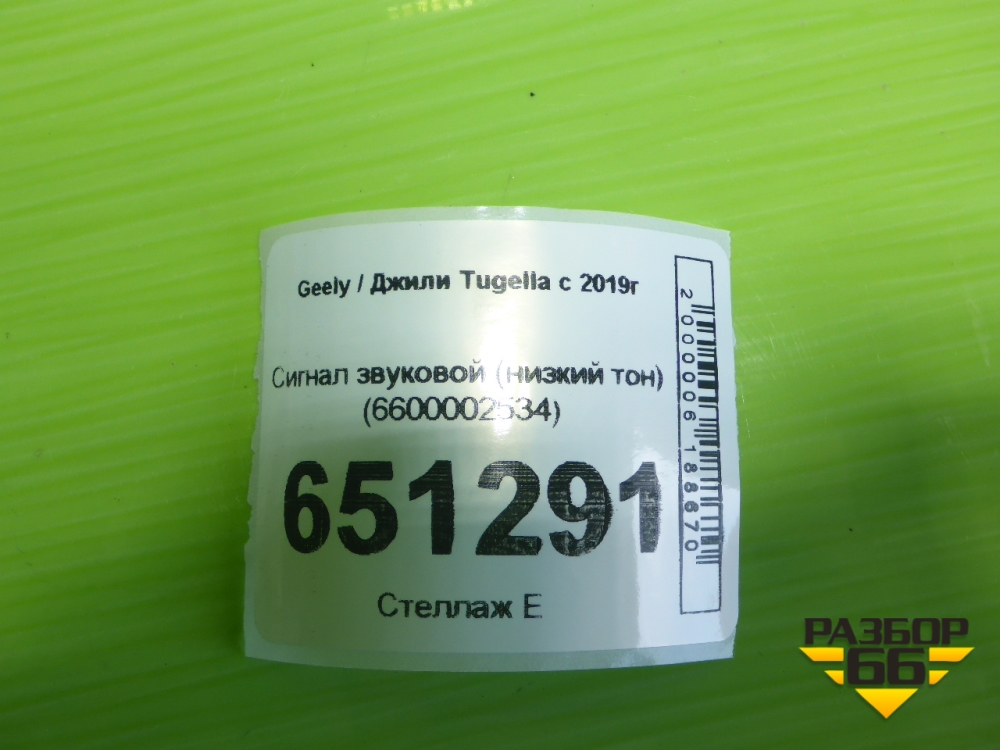 Geely / Джили Tugella с 2019г
Сигнал звуковой (низкий тон)
(6600002534)
651291
Стеллаж Е
2000006188670
РАЗБОР
66